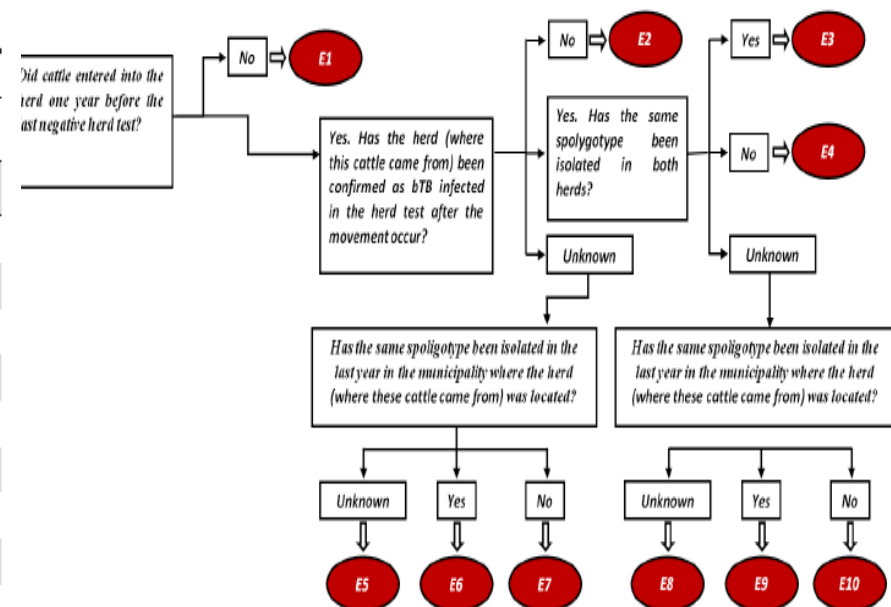 Did cattle entered into the
herd one year before the
ast negative herd test?
No
E1
Yes. Has the herd (where
this cattle came from) been
confirmed as bTB infected
in the herd test after the
movement occur?
No
E2
Yes. Has the same
spolygotype been
isolated in both
herds?
Unknown
Yes
E3
No
E4
Unknown
Has the same spoligotype been isolated in the
last year in the municipality where the herd
(where these cattle came from) was located?
Has the same spoligotype been isolated in the
last year in the municipality where the herd
(where these cattle came from) was located?
Unknown
Yes
No
Unknown
Yes
No
E5
E6
E7
E8
E9
E10